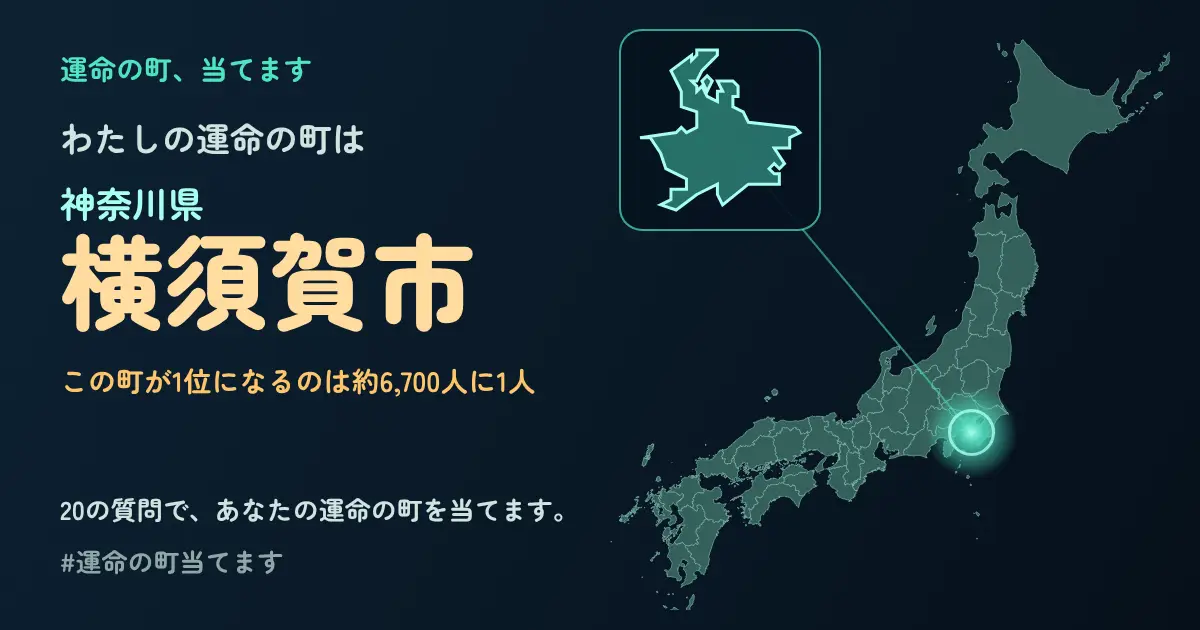 運命の町、当てます
わたしの運命の町は
神奈川県
横須賀市
この町が1位になるのは約6,700人に1人
20の質問で、あなたの運命の町を当てます。
#運命の町当てます